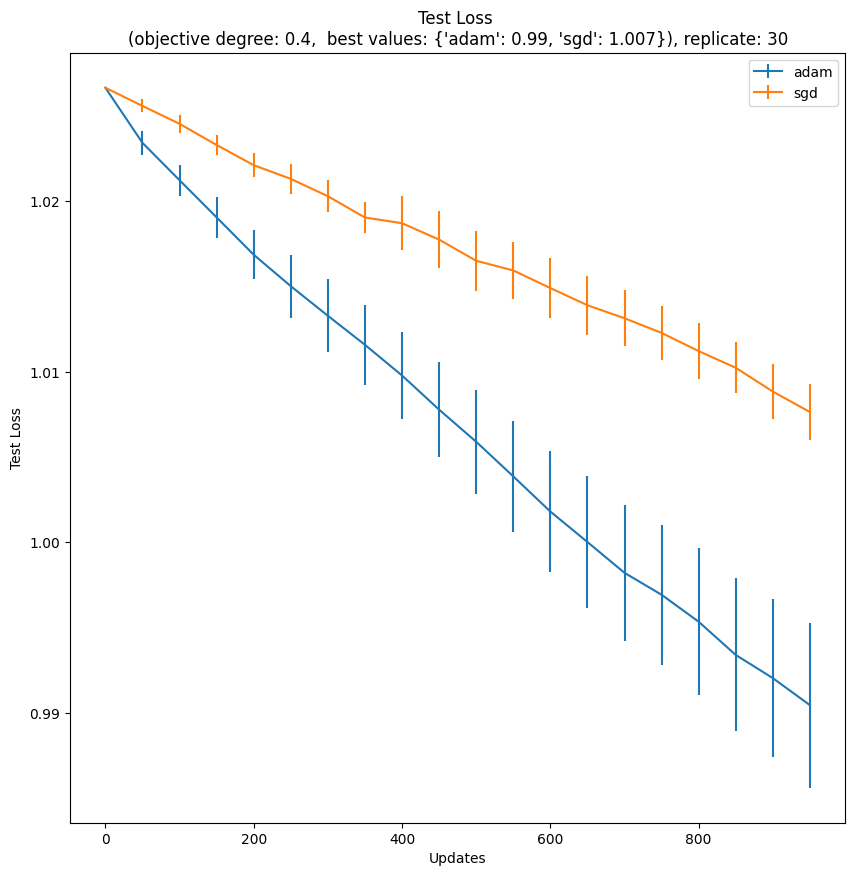 Test Loss
(objective degree: 0.4,  best values: {'adam': 0.99, 'sgd': 1.007}), replicate: 30
adam
sgd
1.02
1.01
1.00
0.99
Test Loss
0
200
400
600
800
Updates